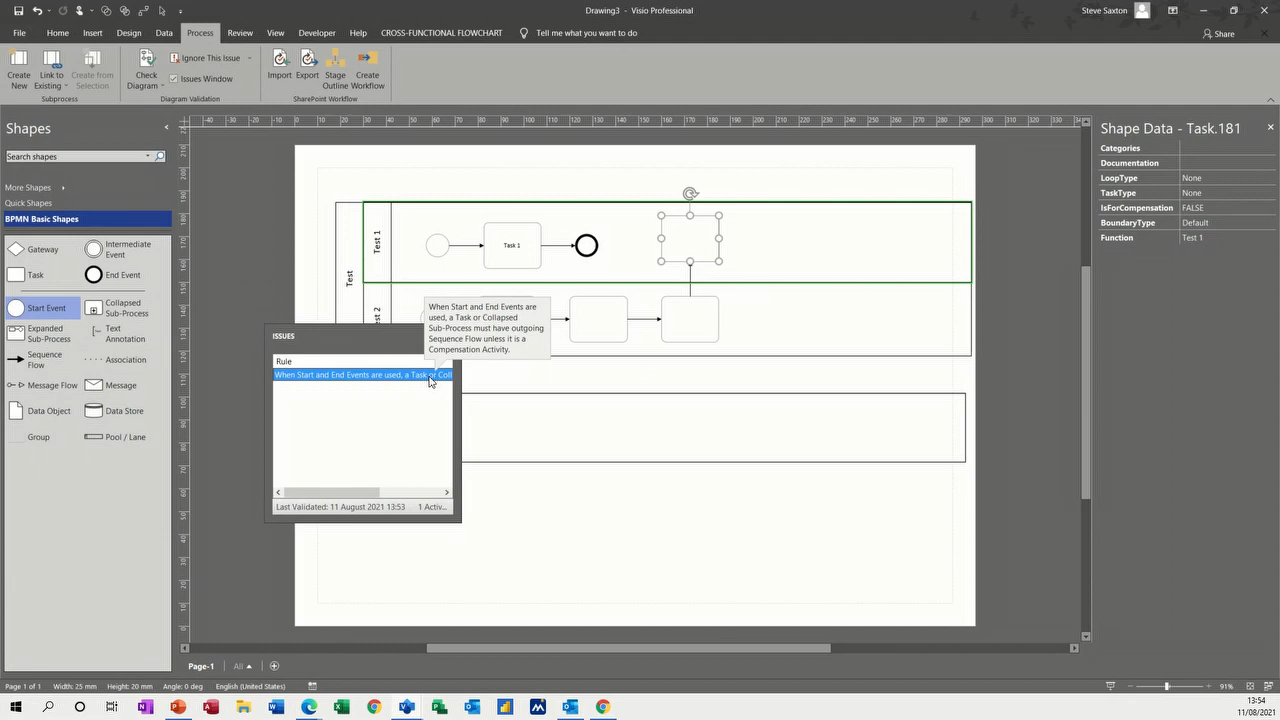 Drawing3 - Visio Professional
Steve Saxton
File Home Insert Design Data Process Review View Developer Help CROSS-FUNCTIONAL FLOWCHART Tell me what you want to do
Share
Create New
Link to Existing
Create from Selection
Subprocess
Check Diagram
Ignore This Issue
Issues Window
Diagram Validation
Import
Export
Stage Outline
Create Workflow
SharePoint Workflow
Shapes
Search shapes
More Shapes
Quick Shapes
BPMN Basic Shapes
Gateway
Intermediate Event
Task
End Event
Start Event
Collapsed Sub-Process
Expanded Sub-Process
Text Annotation
Sequence Flow
Association
Message Flow
Message
Data Object
Data Store
Group
Pool / Lane
Test
Test 1
Task 1
When Start and End Events are
used, a Task or Collapsed
Sub-Process must have outgoing
Sequence Flow unless it is a
Compensation Activity.
ISSUES
Rule
When Start and End Events are used, a Task or Coll
Last Validated: 11 August 2021 13:53 1 Activ...
Shape Data - Task.181
Categories
Documentation
LoopType None
TaskType None
IsForCompensation FALSE
BoundaryType Default
Function Test 1
Page-1 All
Page 1 of 1 Width: 25 mm Height: 20 mm Angle: 0 deg English (United States)
91%
13:54
11/08/2021